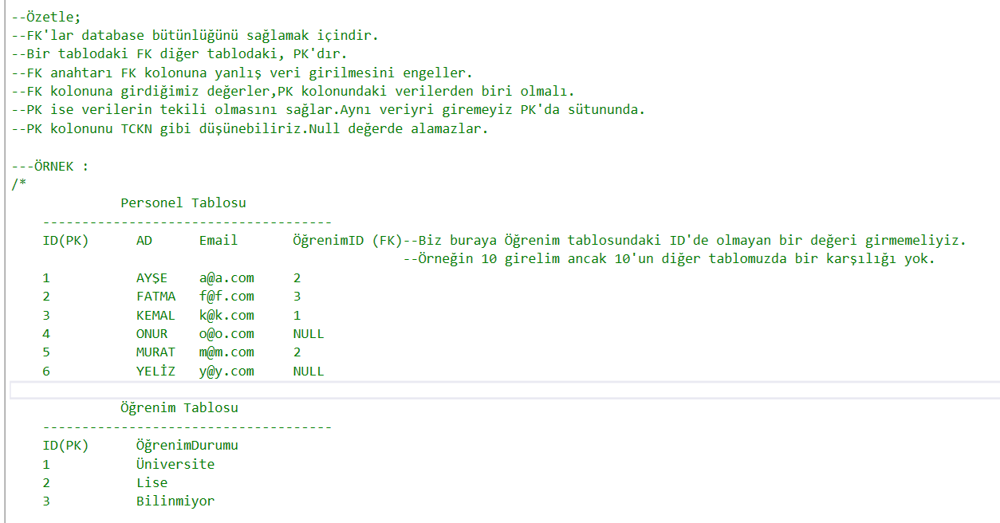 --Özetle;
--FK'lar database bütünlüğünü sağlamak içindir.
--Bir tablodaki FK diğer tablodaki, PK'dır.
--FK anahtarı FK kolonuna yanlış veri girilmesini engeller.
--FK kolonuna girdiğimiz değerler,PK kolonundaki verilerden biri olmalı.
--PK ise verilerin tekili olmasını sağlar.Aynı veriyri giremeyiz PK'da sütununda.
--PK kolonunu TCKN gibi düşünebiliriz.Null değerde alamazlar.
---ÖRNEK :
/*
Personel Tablosu
-------------------------------------
ID(PK) AD Email ÖğrenimID (FK)--Biz buraya Öğrenim tablosundaki ID'de olmayan bir değeri girmemeliyiz.
--Örneğin 10 girelim ancak 10'un diğer tablomuzda bir karşılığı yok.
1 AYŞE a@a.com 2
2 FATMA f@f.com 3
3 KEMAL k@k.com 1
4 ONUR o@o.com NULL
5 MURAT m@m.com 2
6 YELİZ y@y.com NULL
Öğrenim Tablosu
-------------------------------------
ID(PK) ÖğrenimDurumu
1 Üniversite
2 Lise
3 Bilinmiyor